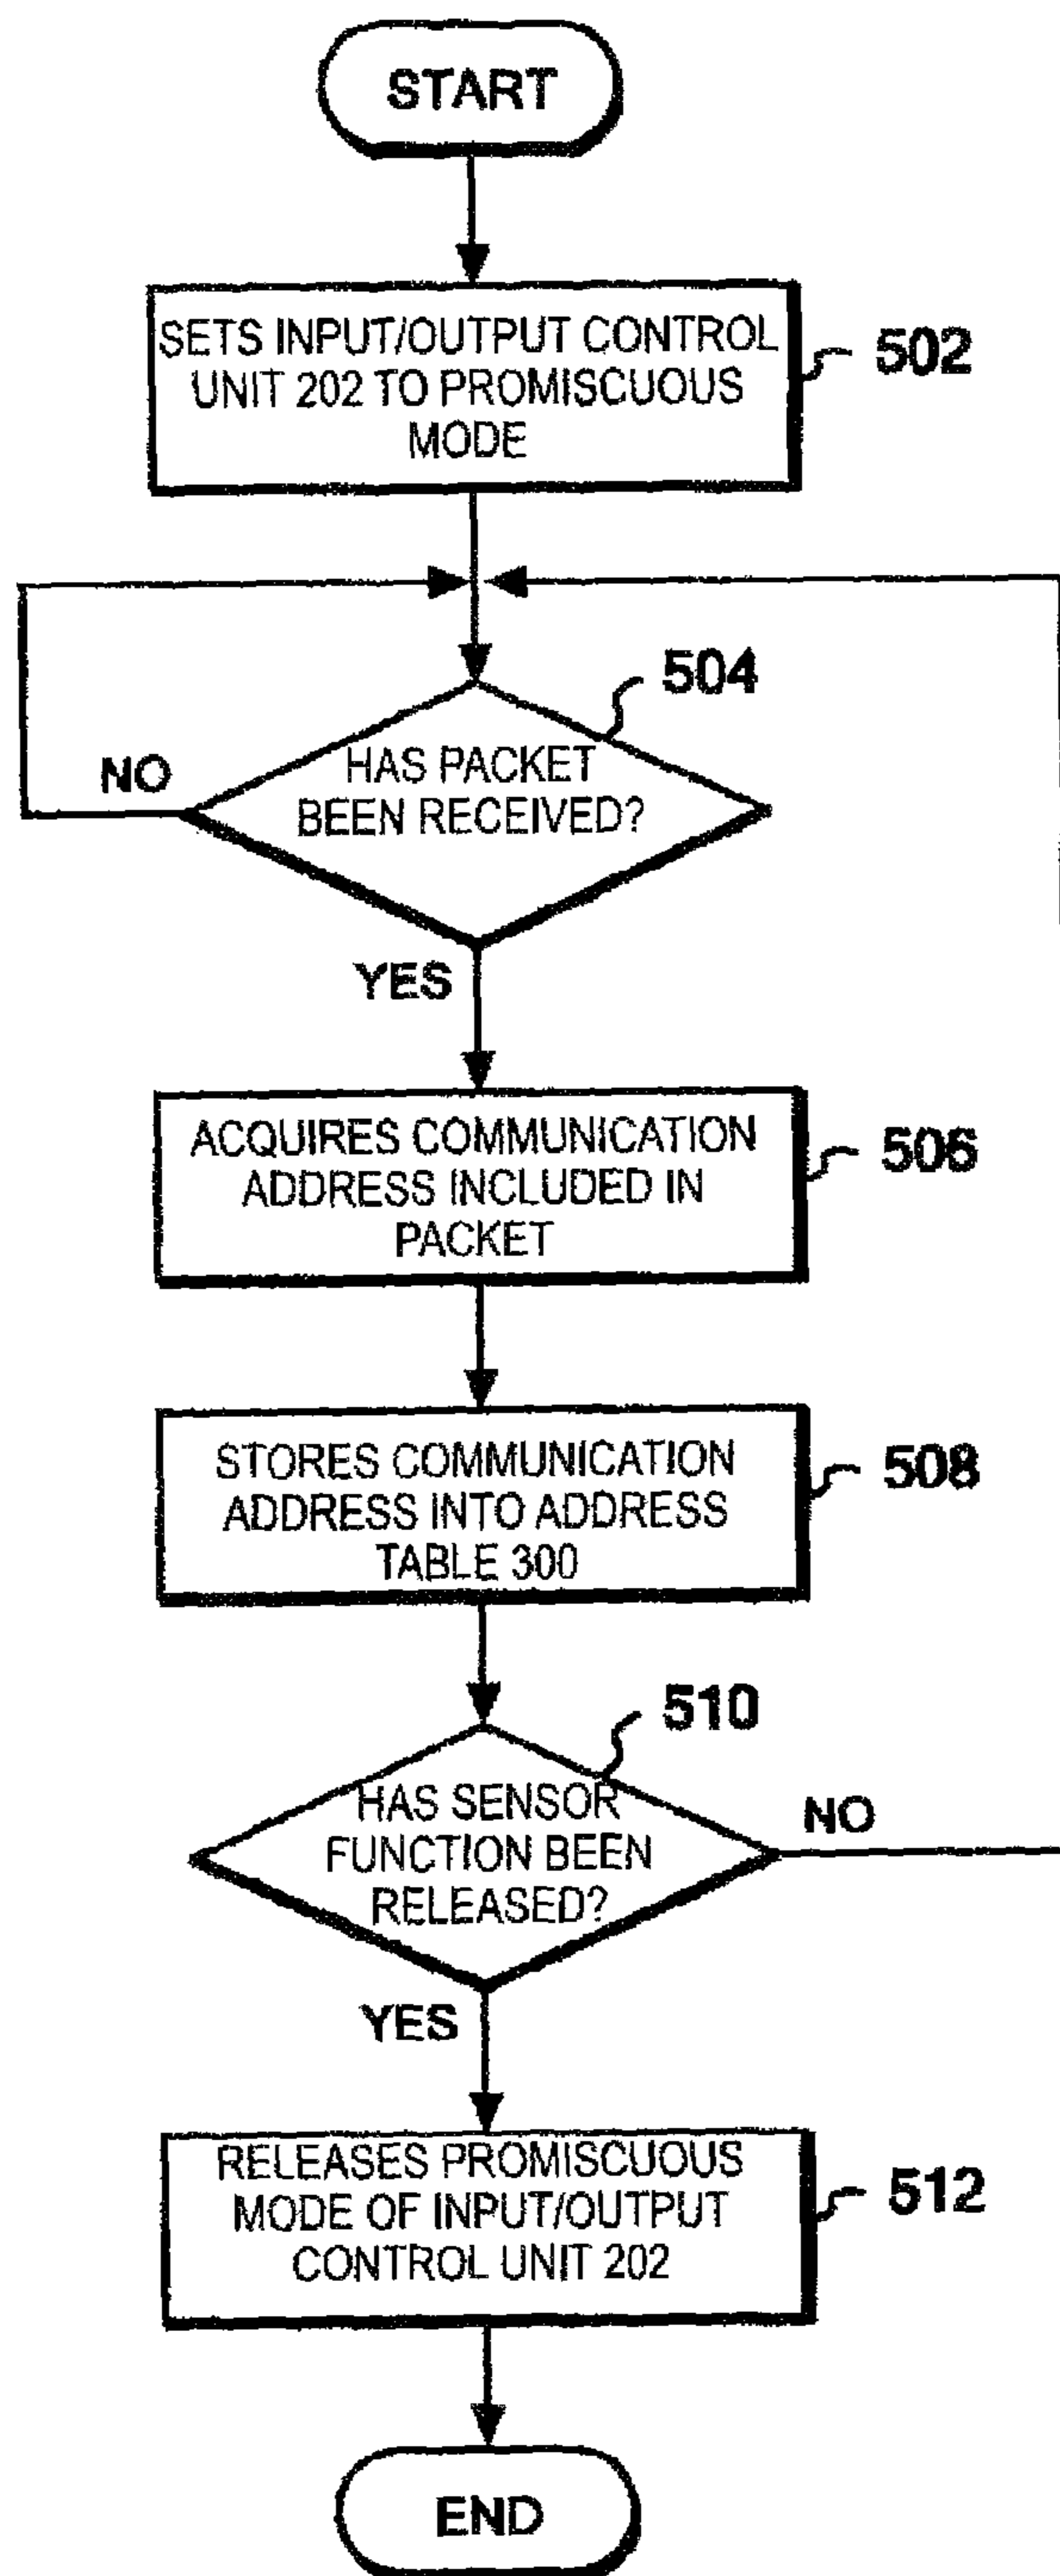 START
SETS INPUT/OUTPUT CONTROL
UNIT 202 TO PROMISCUOUS
MODE
502
504
HAS PACKET
BEEN RECEIVED?
NO
YES
ACQUIRES COMMUNICATION
ADDRESS INCLUDED IN
PACKET
506
STORES COMMUNICATION
ADDRESS INTO ADDRESS
TABLE 300
508
510
HAS SENSOR
FUNCTION BEEN
RELEASED?
NO
YES
RELEASES PROMISCUOUS
MODE OF INPUT/OUTPUT
CONTROL UNIT 202
512
END